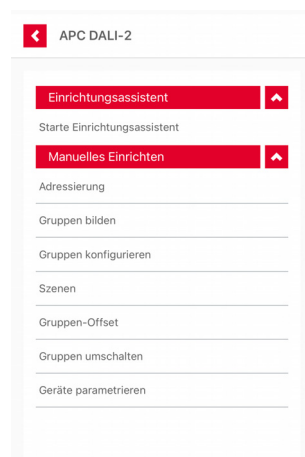 APC DALI-2
Einrichtungsassistent
Starte Einrichtungsassistent
Manuelles Einrichten
Adressierung
Gruppen bilden
Gruppen konfigurieren
Szenen
Gruppen-Offset
Gruppen umschalten
Geräte parametrieren